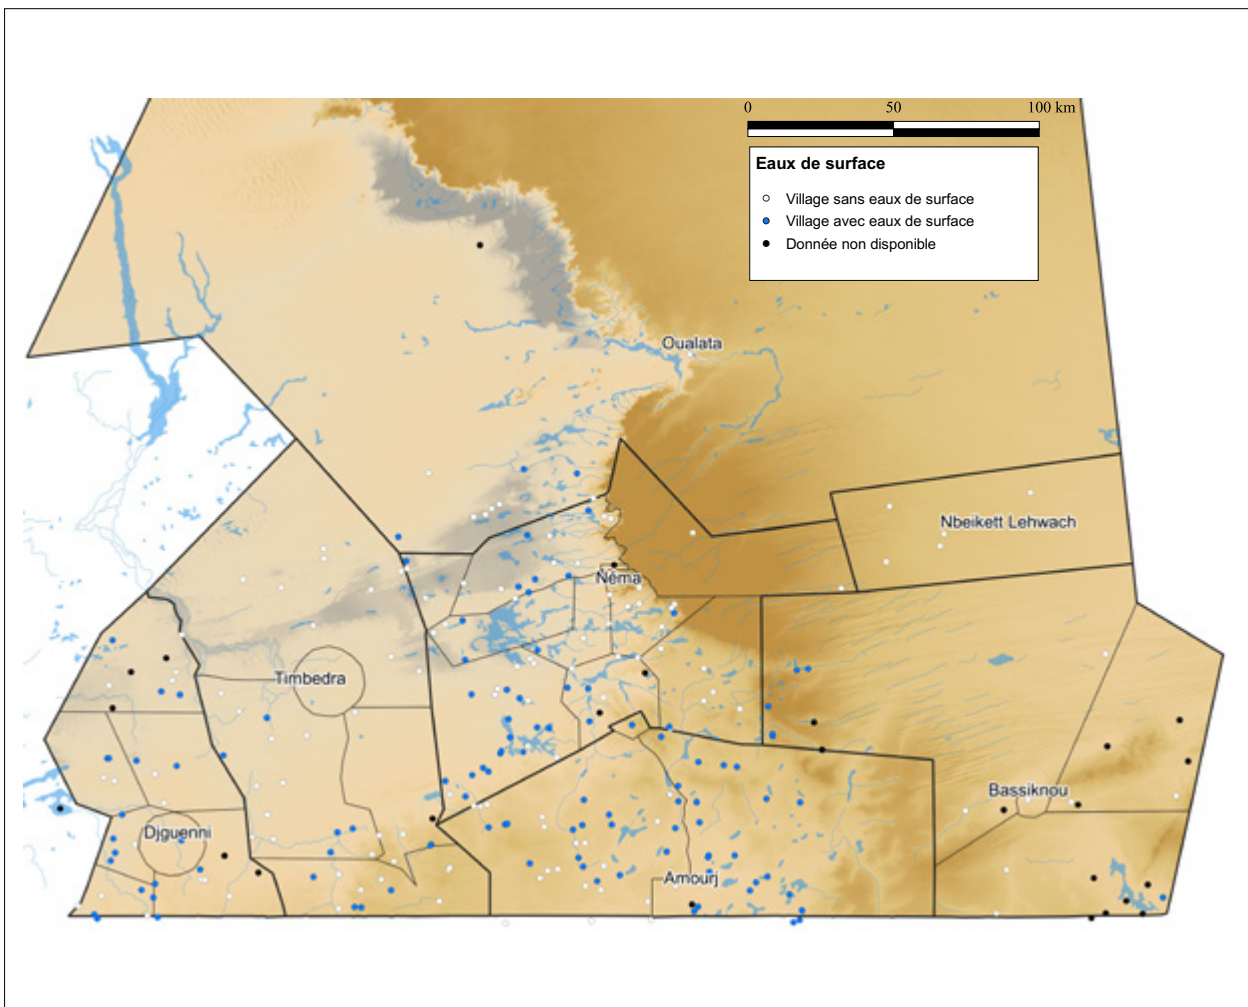 0 50 100 km
Eaux de surface
Village sans eaux de surface
Village avec eaux de surface
Donnée non disponible
Oualata
Nbeikett Lehwach
Néma
Timbedra
Bassiknou
Djguenni
Amourj